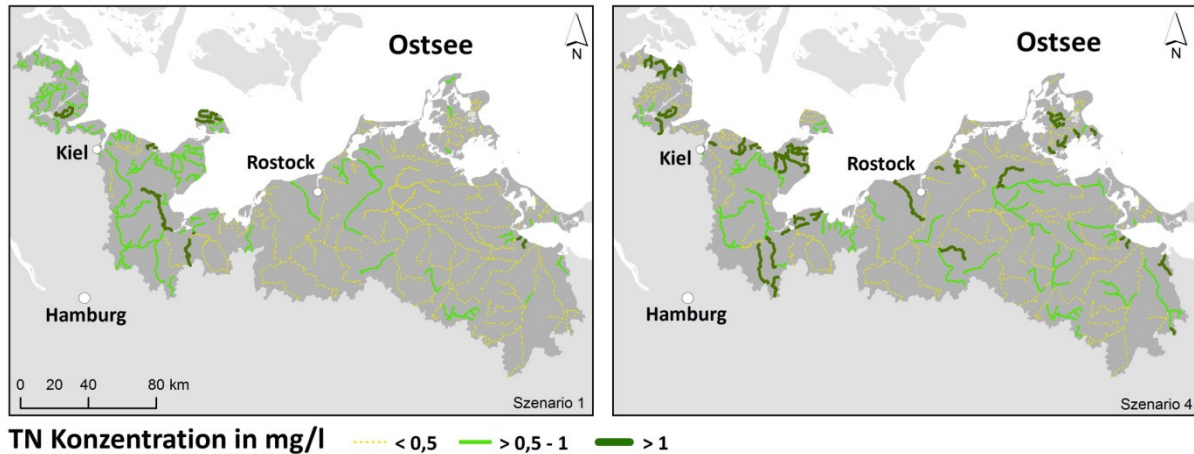 Ostsee
N
Kiel
Rostock
Hamburg
0 20 40 80 km
Szenario 1
Ostsee
N
Kiel
Rostock
Hamburg
Szenario 4
TN Konzentration in mg/l < 0,5 > 0,5 - 1 > 1